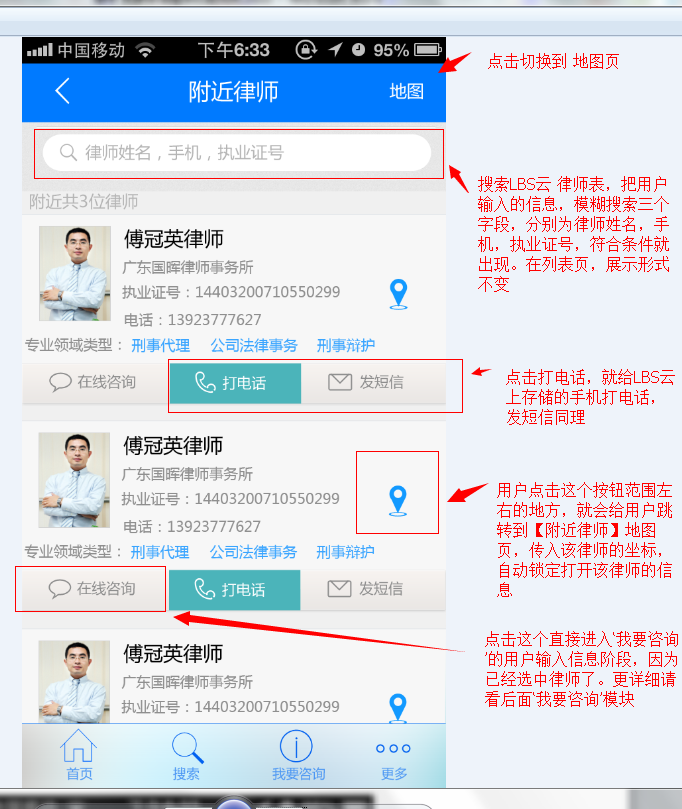 中国移动 下午6:33 95%
附近律师 地图
点击切换到 地图页
律师姓名，手机，执业证号
搜索LBS云 律师表，把用户
输入的信息，模糊搜索三个
字段，分别为律师姓名，手
机，执业证号，符合条件就
出现。在列表页，展示形式
不变
附近共3位律师
傅冠英律师
广东国晖律师事务所
执业证号：14403200710550299
电话：13923777627
专业领域类型： 刑事代理 公司法律事务 刑事辩护
在线咨询 打电话 发短信
点击打电话，就给LBS云
上存储的手机打电话，
发短信同理
傅冠英律师
广东国晖律师事务所
执业证号：14403200710550299
电话：13923777627
专业领域类型： 刑事代理 公司法律事务 刑事辩护
在线咨询 打电话 发短信
用户点击这个按钮范围左
右的地方，就会给用户跳
转到【附近律师】地图
页，传入该律师的坐标，
自动锁定打开该律师的信
息
傅冠英律师
广东国晖律师事务所
执业证号：14403200710550299
点击这个直接进入'我要咨询
'的用户输入信息阶段，因为
已经选中律师了。更详细请
看后面'我要咨询'模块
首页 搜索 我要咨询 更多